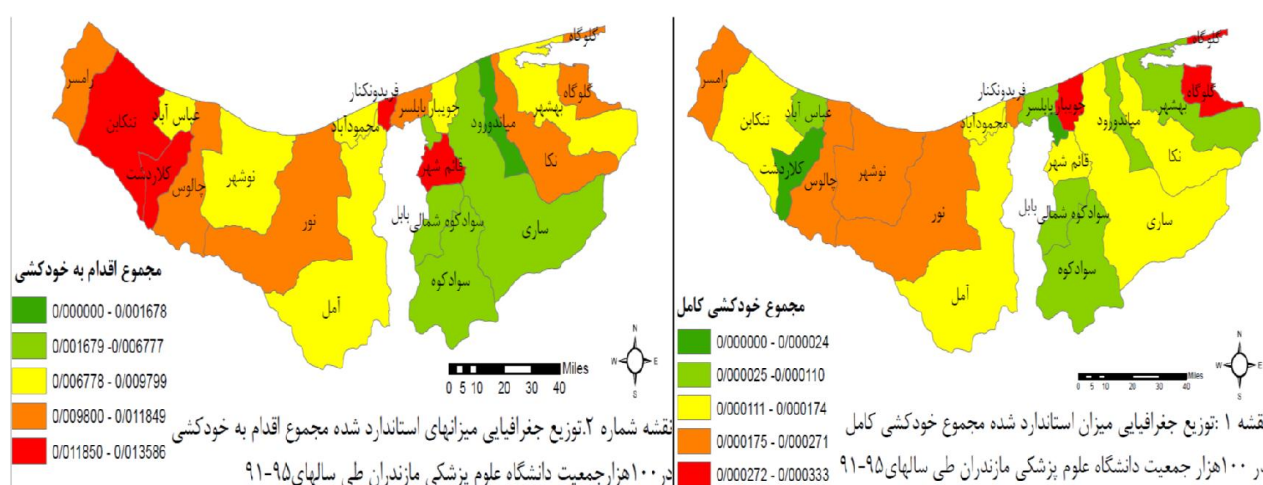 گلوگاه
رامسر
عباس آباد
تنکابن
کلاردشت
چالوس
نوشهر
نور
محمودآباد
آمل
فریدونکنار
بابلسر
جویبار
میاندورود
بهشهر
گلوگاه
نکا
قائم شهر
بابل
سوادکوه شمالی
ساری
سوادکوه
مجموع خودکشی کامل
0/000000 - 0/000024
0/000025 -0/000110
0/000111 - 0/000174
0/000175 - 0/000271
0/000272 - 0/000333
Miles
0 5 10 20 30 40
N
W E
S
نقشه ۱ :توزیع جغرافیایی میزان استاندارد شده مجموع خودکشی کامل
در ۱۰۰هزار جمعیت دانشگاه علوم پزشکی مازندران طی سالهای۹۵-۹۱
گلوگاه
رامسر
عباس آباد
تنکابن
کلاردشت
چالوس
نوشهر
نور
محمودآباد
آمل
فریدونکنار
بابلسر
جویبار
میاندورود
بهشهر
گلوگاه
نکا
قائم شهر
بابل
سوادکوه شمالی
ساری
سوادکوه
مجموع اقدام به خودکشی
0/000000 - 0/001678
0/001679 -0/006777
0/006778 - 0/009799
0/009800 - 0/011849
0/011850 - 0/013586
Miles
0 5 10 20 30 40
N
W E
S
نقشه شماره ۲.توزیع جغرافیایی میزانهای استاندارد شده مجموع اقدام به خودکشی
در ۱۰۰هزارجمعیت دانشگاه علوم پزشکی مازندران طی سالهای۹۵-۹۱